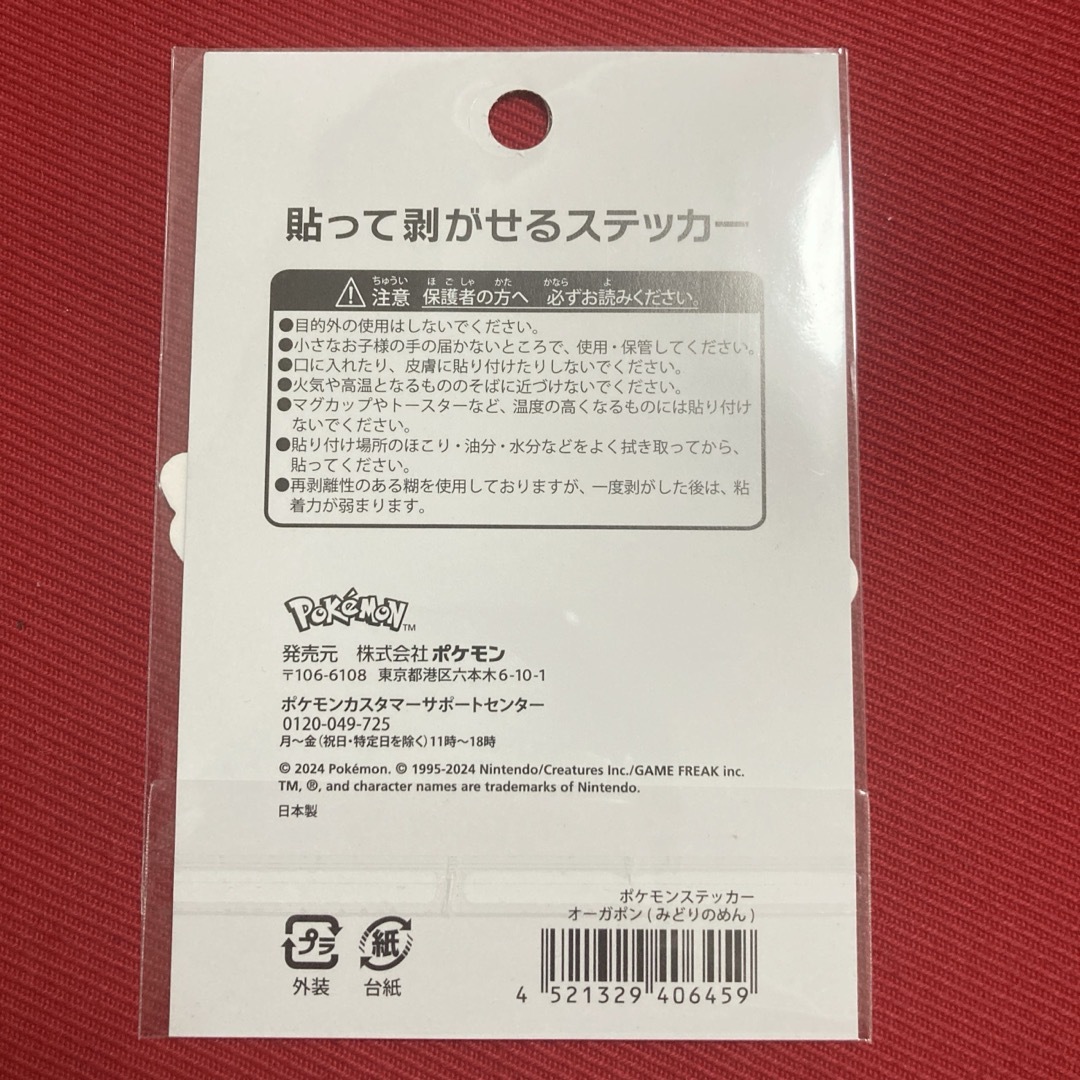 貼って剥がせるステッカー
ちゅうい ほごしゃ かた かなら よ
注意 保護者の方へ 必ずお読みください。
●目的外の使用はしないでください。
●小さなお子様の手の届かないところで、使用・保管してください。
●口に入れたり、皮膚に貼り付けたりしないでください。
●火気や高温となるもののそばに近づけないでください。
●マグカップやトースターなど、温度の高くなるものには貼り付け
ないでください。
●貼り付け場所のほこり・油分・水分などをよく拭き取ってから、
貼ってください。
●再剥離性のある糊を使用しておりますが、一度剥がした後は、粘
着力が弱まります。
POKéMON TM
発売元 株式会社ポケモン
〒106-6108 東京都港区六本木6-10-1
ポケモンカスタマーサポートセンター
0120-049-725
月～金(祝日・特定日を除く)11時～18時
© 2024 Pokémon. © 1995-2024 Nintendo/Creatures Inc./GAME FREAK inc.
TM, ®, and character names are trademarks of Nintendo.
日本製
ポケモンステッカー
オーガポン(みどりのめん)
プラ 紙
外装 台紙
4 521329 406459